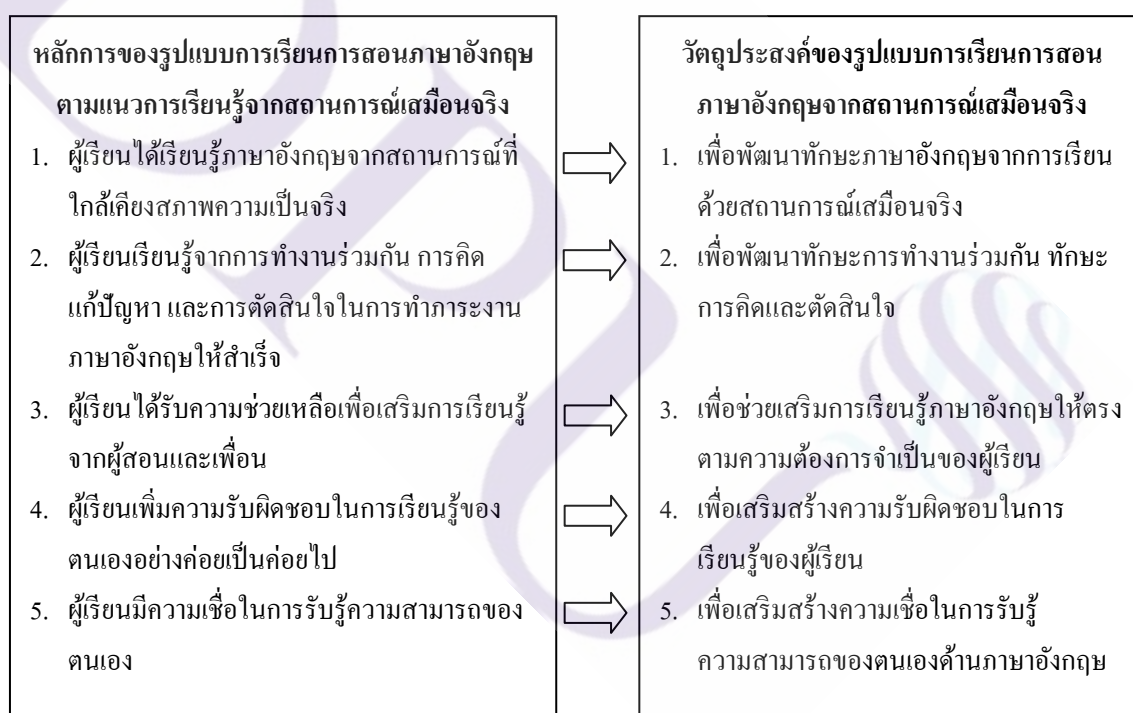 หลักการของรูปแบบการเรียนการสอนภาษาอังกฤษ
ตามแนวการเรียนรู้จากสถานการณ์เสมือนจริง
1. ผู้เรียนได้เรียนรู้ภาษาอังกฤษจากสถานการณ์ที่
ใกล้เคียงสภาพความเป็นจริง
2. ผู้เรียนเรียนรู้จากการทำงานร่วมกัน การคิด
แก้ปัญหา และการตัดสินใจในการทำภาระงาน
ภาษาอังกฤษให้สำเร็จ
3. ผู้เรียนได้รับความช่วยเหลือเพื่อเสริมการเรียนรู้
จากผู้สอนและเพื่อน
4. ผู้เรียนเพิ่มความรับผิดชอบในการเรียนรู้ของ
ตนเองอย่างค่อยเป็นค่อยไป
5. ผู้เรียนมีความเชื่อในการรับรู้ความสามารถของ
ตนเอง
วัตถุประสงค์ของรูปแบบการเรียนการสอน
ภาษาอังกฤษจากสถานการณ์เสมือนจริง
1. เพื่อพัฒนาทักษะภาษาอังกฤษจากการเรียน
ด้วยสถานการณ์เสมือนจริง
2. เพื่อพัฒนาทักษะการทำงานร่วมกัน ทักษะ
การคิดและตัดสินใจ
3. เพื่อช่วยเสริมการเรียนรู้ภาษาอังกฤษให้ตรง
ตามความต้องการจำเป็นของผู้เรียน
4. เพื่อเสริมสร้างความรับผิดชอบในการ
เรียนรู้ของผู้เรียน
5. เพื่อเสริมสร้างความเชื่อในการรับรู้
ความสามารถของตนเองด้านภาษาอังกฤษ